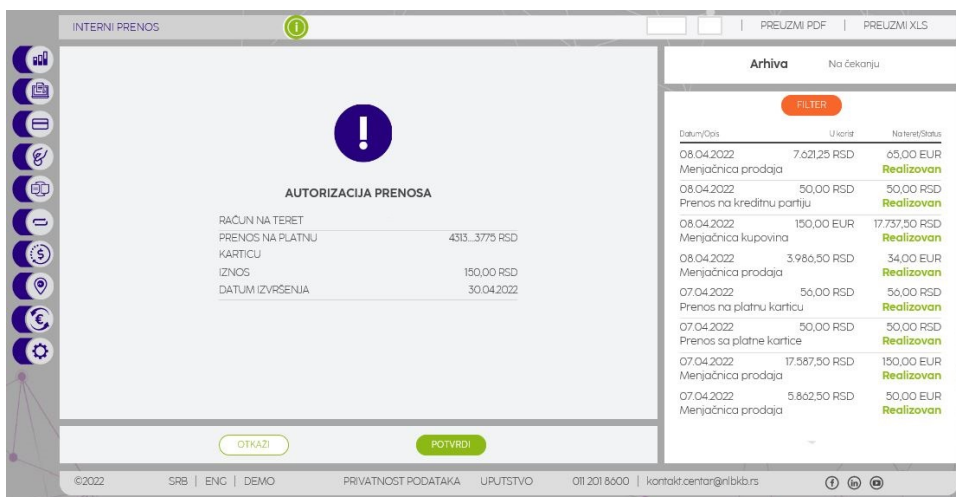 INTERNI PRENOS
i
PREUZMI PDF | PREUZMI XLS
Arhiva Na čekanju
FILTER
Datum/Opis U korist Na teret/Status
08.04.2022 7.621,25 RSD 65,00 EUR
Menjačnica prodaja Realizovan
08.04.2022 50,00 RSD 50,00 RSD
Prenos na kreditnu partiju Realizovan
08.04.2022 150,00 EUR 17.737,50 RSD
Menjačnica kupovina Realizovan
08.04.2022 3.986,50 RSD 34,00 EUR
Menjačnica prodaja Realizovan
07.04.2022 56,00 RSD 56,00 RSD
Prenos na platnu karticu Realizovan
07.04.2022 50,00 RSD 50,00 RSD
Prenos sa platne kartice Realizovan
07.04.2022 17.587,50 RSD 150,00 EUR
Menjačnica prodaja Realizovan
07.04.2022 5.862,50 RSD 50,00 EUR
Menjačnica prodaja Realizovan
!
AUTORIZACIJA PRENOSA
RAČUN NA TERET
PRENOS NA PLATNU 4313...3775 RSD
KARTICU
IZNOS 150,00 RSD
DATUM IZVRŠENJA 30.04.2022
OTKAŽI POTVRDI
©2022 SRB | ENG | DEMO PRIVATNOST PODATAKA UPUTSTVO 011 201 8600 | kontakt.centar@nlbkb.rs